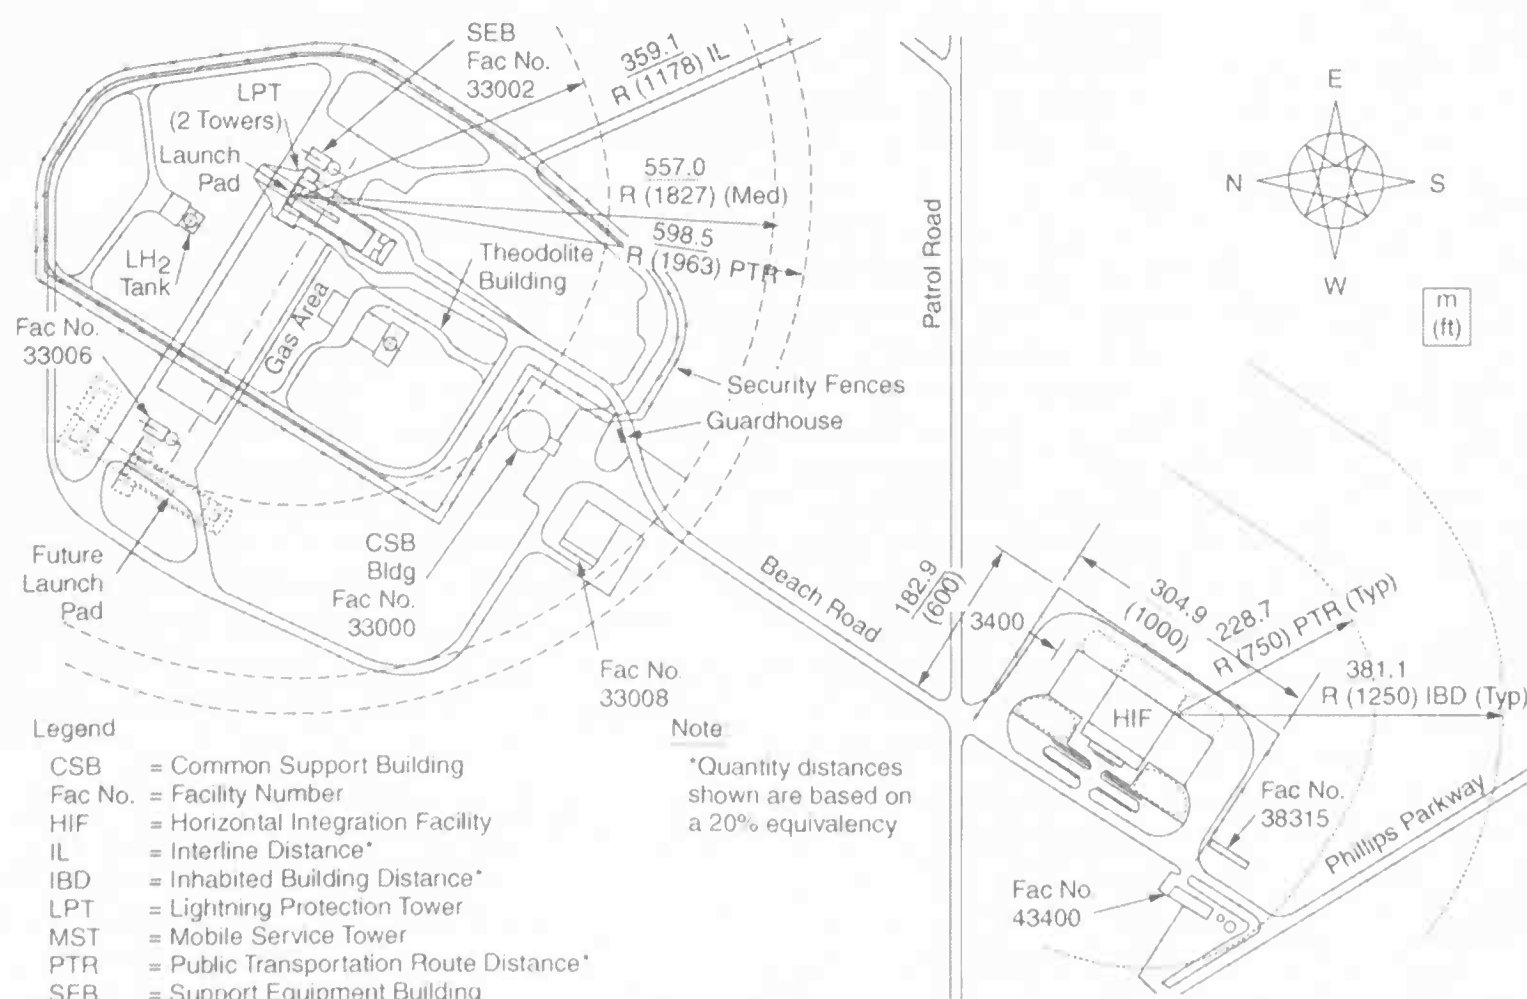 SEB
Fac No.
33002
359.1
R (1178) IL
LPT
(2 Towers)
Launch
Pad
557.0
R (1827) (Med)
598.5
R (1963) PTR
LH2
Tank
Theodolite
Building
Gas Area
Fac No.
33006
Patrol Road
E
N
S
W
m
(ft)
Security Fences
Guardhouse
Future
Launch
Pad
CSB
Bldg
Fac No.
33000
Fac No.
33008
Beach Road
182.9
(600)
3400
304.9
(1000)
228.7
R (750) PTR (Typ)
381.1
R (1250) IBD (Typ)
HIF
Fac No.
38315
Phillips Parkway
Fac No.
43400
Legend
CSB = Common Support Building
Fac No. = Facility Number
HIF = Horizontal Integration Facility
IL = Interline Distance*
IBD = Inhabited Building Distance*
LPT = Lightning Protection Tower
MST = Mobile Service Tower
PTR = Public Transportation Route Distance*
SEB = Support Equipment Building
Note:
*Quantity distances
shown are based on
a 20% equivalency